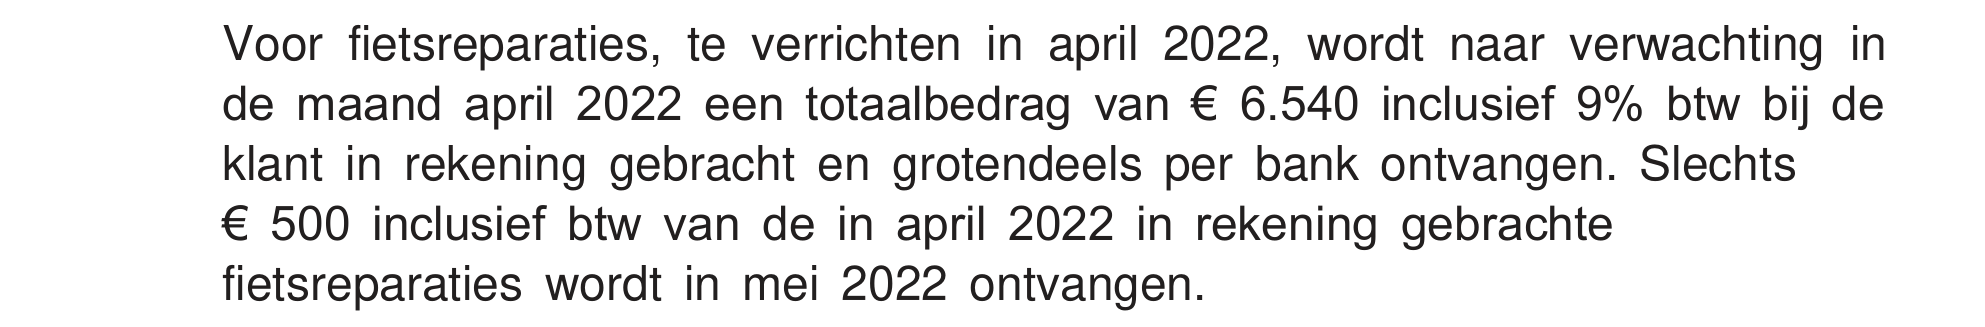 Voor fietsreparaties, te verrichten in april 2022, wordt naar verwachting in
de maand april 2022 een totaalbedrag van € 6.540 inclusief 9% btw bij de
klant in rekening gebracht en grotendeels per bank ontvangen. Slechts
€ 500 inclusief btw van de in april 2022 in rekening gebrachte
fietsreparaties wordt in mei 2022 ontvangen.